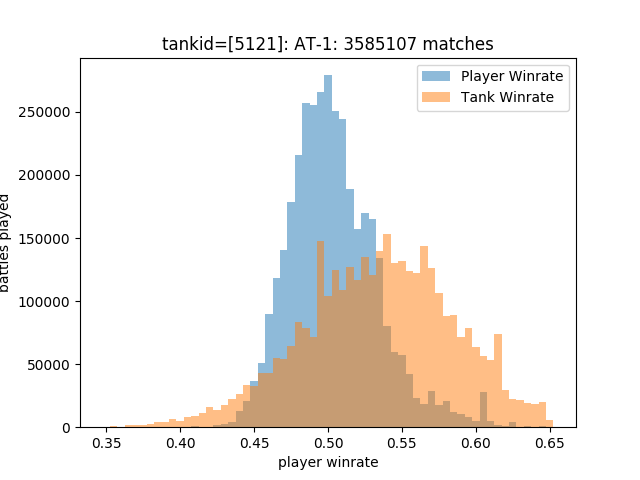 tankid=[5121]: AT-1: 3585107 matches
Player Winrate
Tank Winrate
250000
200000
150000
100000
50000
0
battles played
0.35 0.40 0.45 0.50 0.55 0.60 0.65
player winrate